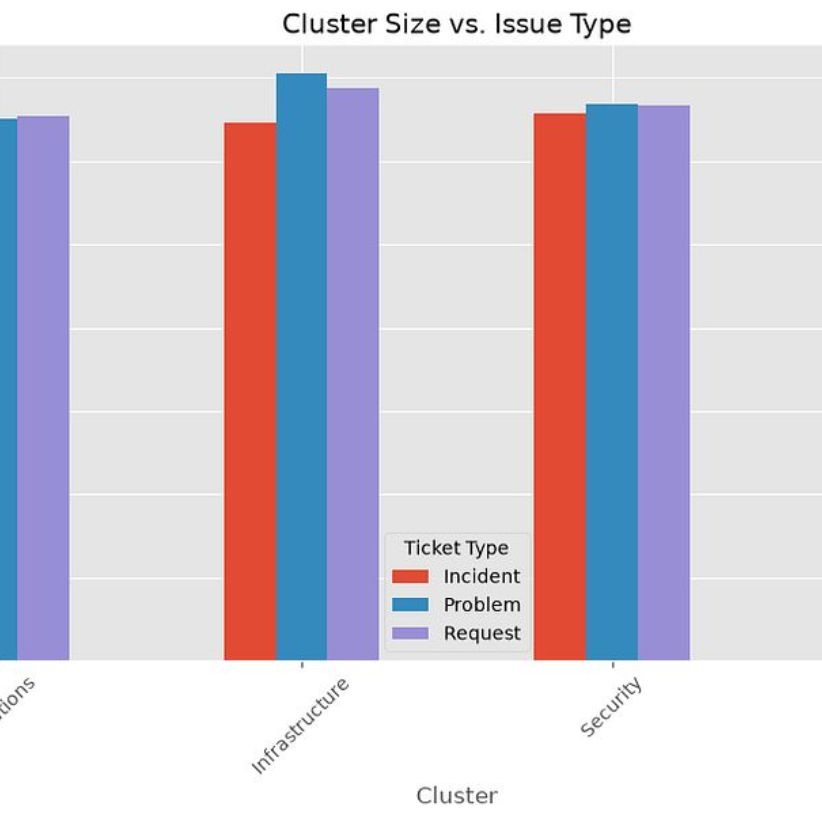 Cluster Size vs. Issue Type
Ticket Type
Incident
Problem
Request
Infrastructure
Security
Cluster